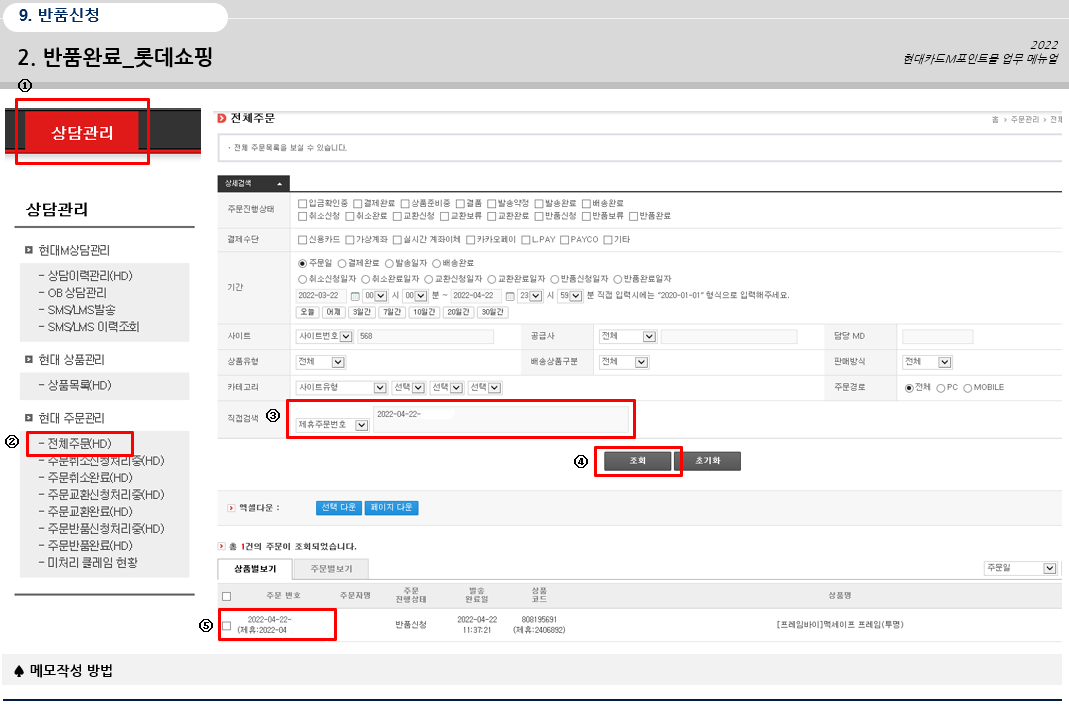 9. 반품신청
2. 반품완료_롯데쇼핑
2022
현대카드M포인트몰 업무 메뉴얼
①
상담관리
상담관리
현대M상담관리
- 상담이력관리(HD)
- OB 상담관리
- SMS/LMS발송
- SMS/LMS 이력조회
현대 상품관리
- 상품목록(HD)
현대 주문관리
②
- 전체주문(HD)
- 주문취소신청처리중(HD)
- 주문취소완료(HD)
- 주문교환신청처리중(HD)
- 주문교환완료(HD)
- 주문반품신청처리중(HD)
- 주문반품완료(HD)
- 미처리 클레임 현황
전체주문
홈 › 주문관리 › 전체
· 전체 주문목록을 보실 수 있습니다.
상세검색 ▲
주문진행상태
입금확인중 결제완료 상품준비중 결품 발송약정 발송완료 배송완료
취소신청 취소완료 교환신청 교환보류 교환완료 반품신청 반품보류 반품완료
결제수단 신용카드 가상계좌 실시간 계좌이체 카카오페이 L.PAY PAYCO 기타
기간
주문일 결제완료 발송일자 배송완료
취소신청일자 취소완료일자 교환신청일자 교환완료일자 반품신청일자 반품완료일자
2022-03-22 00 시 00 분 ~ 2022-04-22 23 시 59 분 직접 입력시에는 "2020-01-01" 형식으로 입력해주세요.
오늘 어제 3일간 7일간 10일간 20일간 30일간
사이트 사이트번호 568 공급사 전체 담당 MD
상품유형 전체 배송상품구분 전체 판매방식 전체
카테고리 사이트유형 선택 선택 선택 주문경로 전체 PC MOBILE
직접검색 ③ 제휴주문번호 2022-04-22-
④ 조회 초기화
엑셀다운 : 선택 다운 페이지 다운
총 1건의 주문이 조회되었습니다.
상품별보기 주문별보기 주문일
주문 번호 주문자명 주문 진행상태 발송 완료일 상품 코드 상품명
⑤ 2022-04-22- 반품신청 2022-04-22 808195691 [프레임바이]맥세이프 프레임(투명)
(제휴:2022-04 11:37:21 (제휴:2406892)
♠ 메모작성 방법